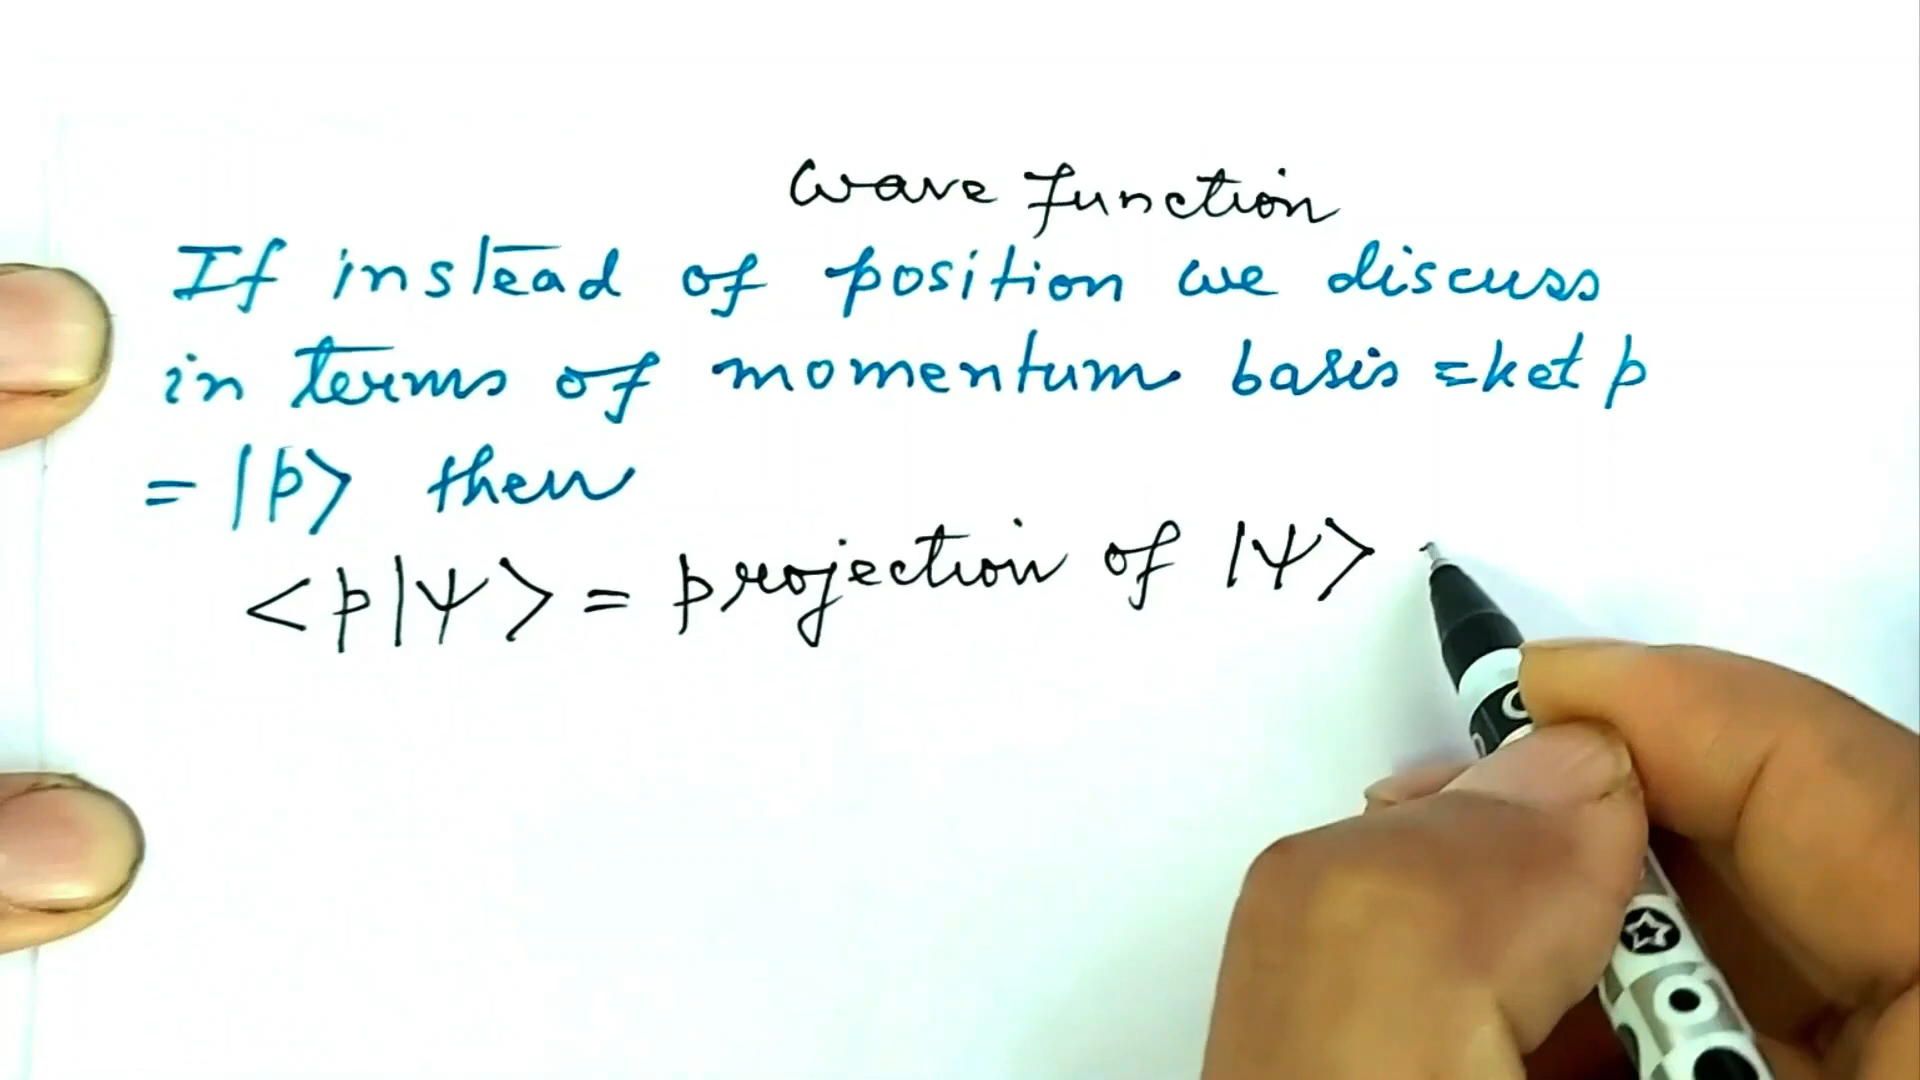 Wave function
If instead of position we discuss
in terms of momentum basis = ket p
= |p> then
<p|ψ> = projection of |ψ>